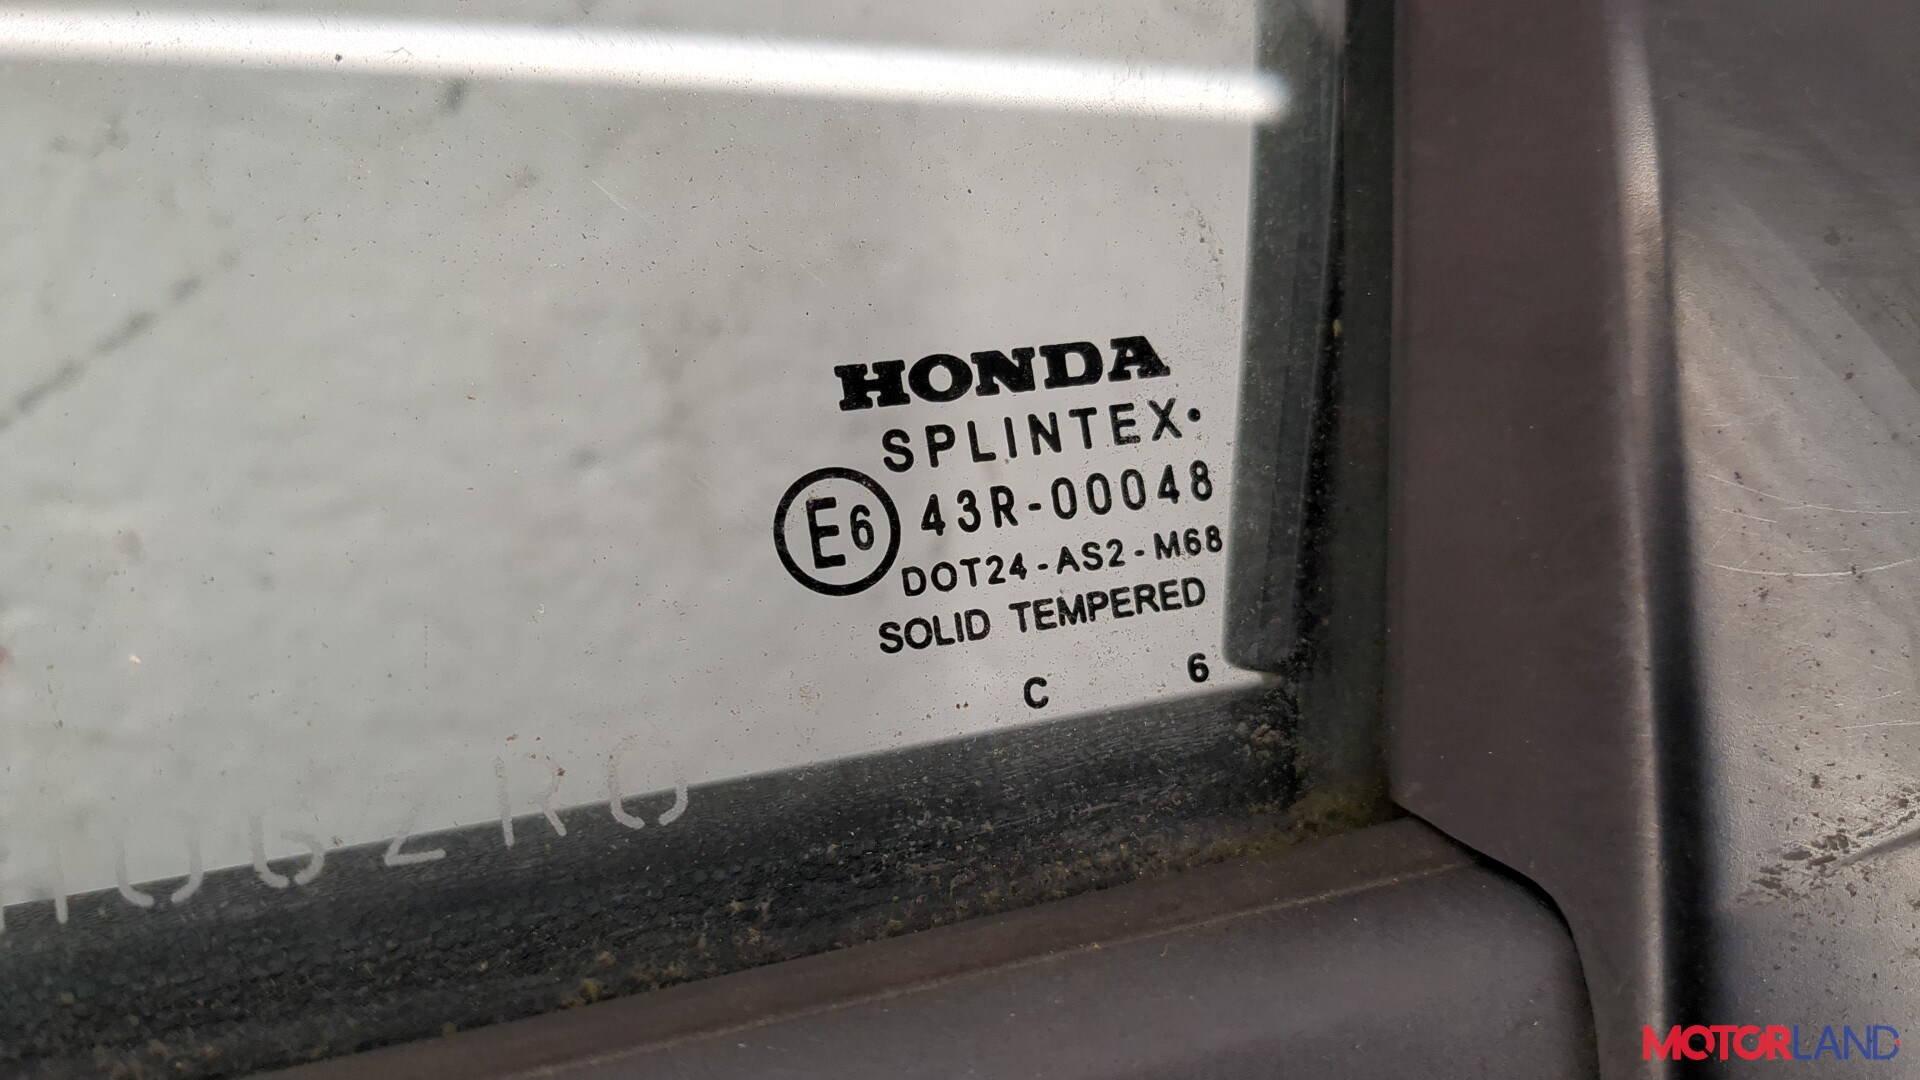 HONDA
SPLINTEX•
E6 43R-00048
DOT24-AS2-M68
SOLID TEMPERED
C 6
MOTORLAND